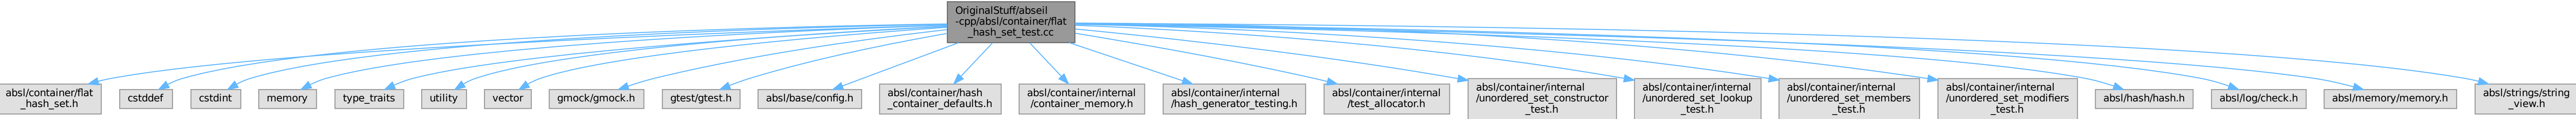 OriginalStuff/abseil
-cpp/absl/container/flat
_hash_set_test.cc
absl/container/flat
_hash_set.h
cstddef
cstdint
memory
type_traits
utility
vector
gmock/gmock.h
gtest/gtest.h
absl/base/config.h
absl/container/hash
_container_defaults.h
absl/container/internal
/container_memory.h
absl/container/internal
/hash_generator_testing.h
absl/container/internal
/test_allocator.h
absl/container/internal
/unordered_set_constructor
_test.h
absl/container/internal
/unordered_set_lookup
_test.h
absl/container/internal
/unordered_set_members
_test.h
absl/container/internal
/unordered_set_modifiers
_test.h
absl/hash/hash.h
absl/log/check.h
absl/memory/memory.h
absl/strings/string
_view.h